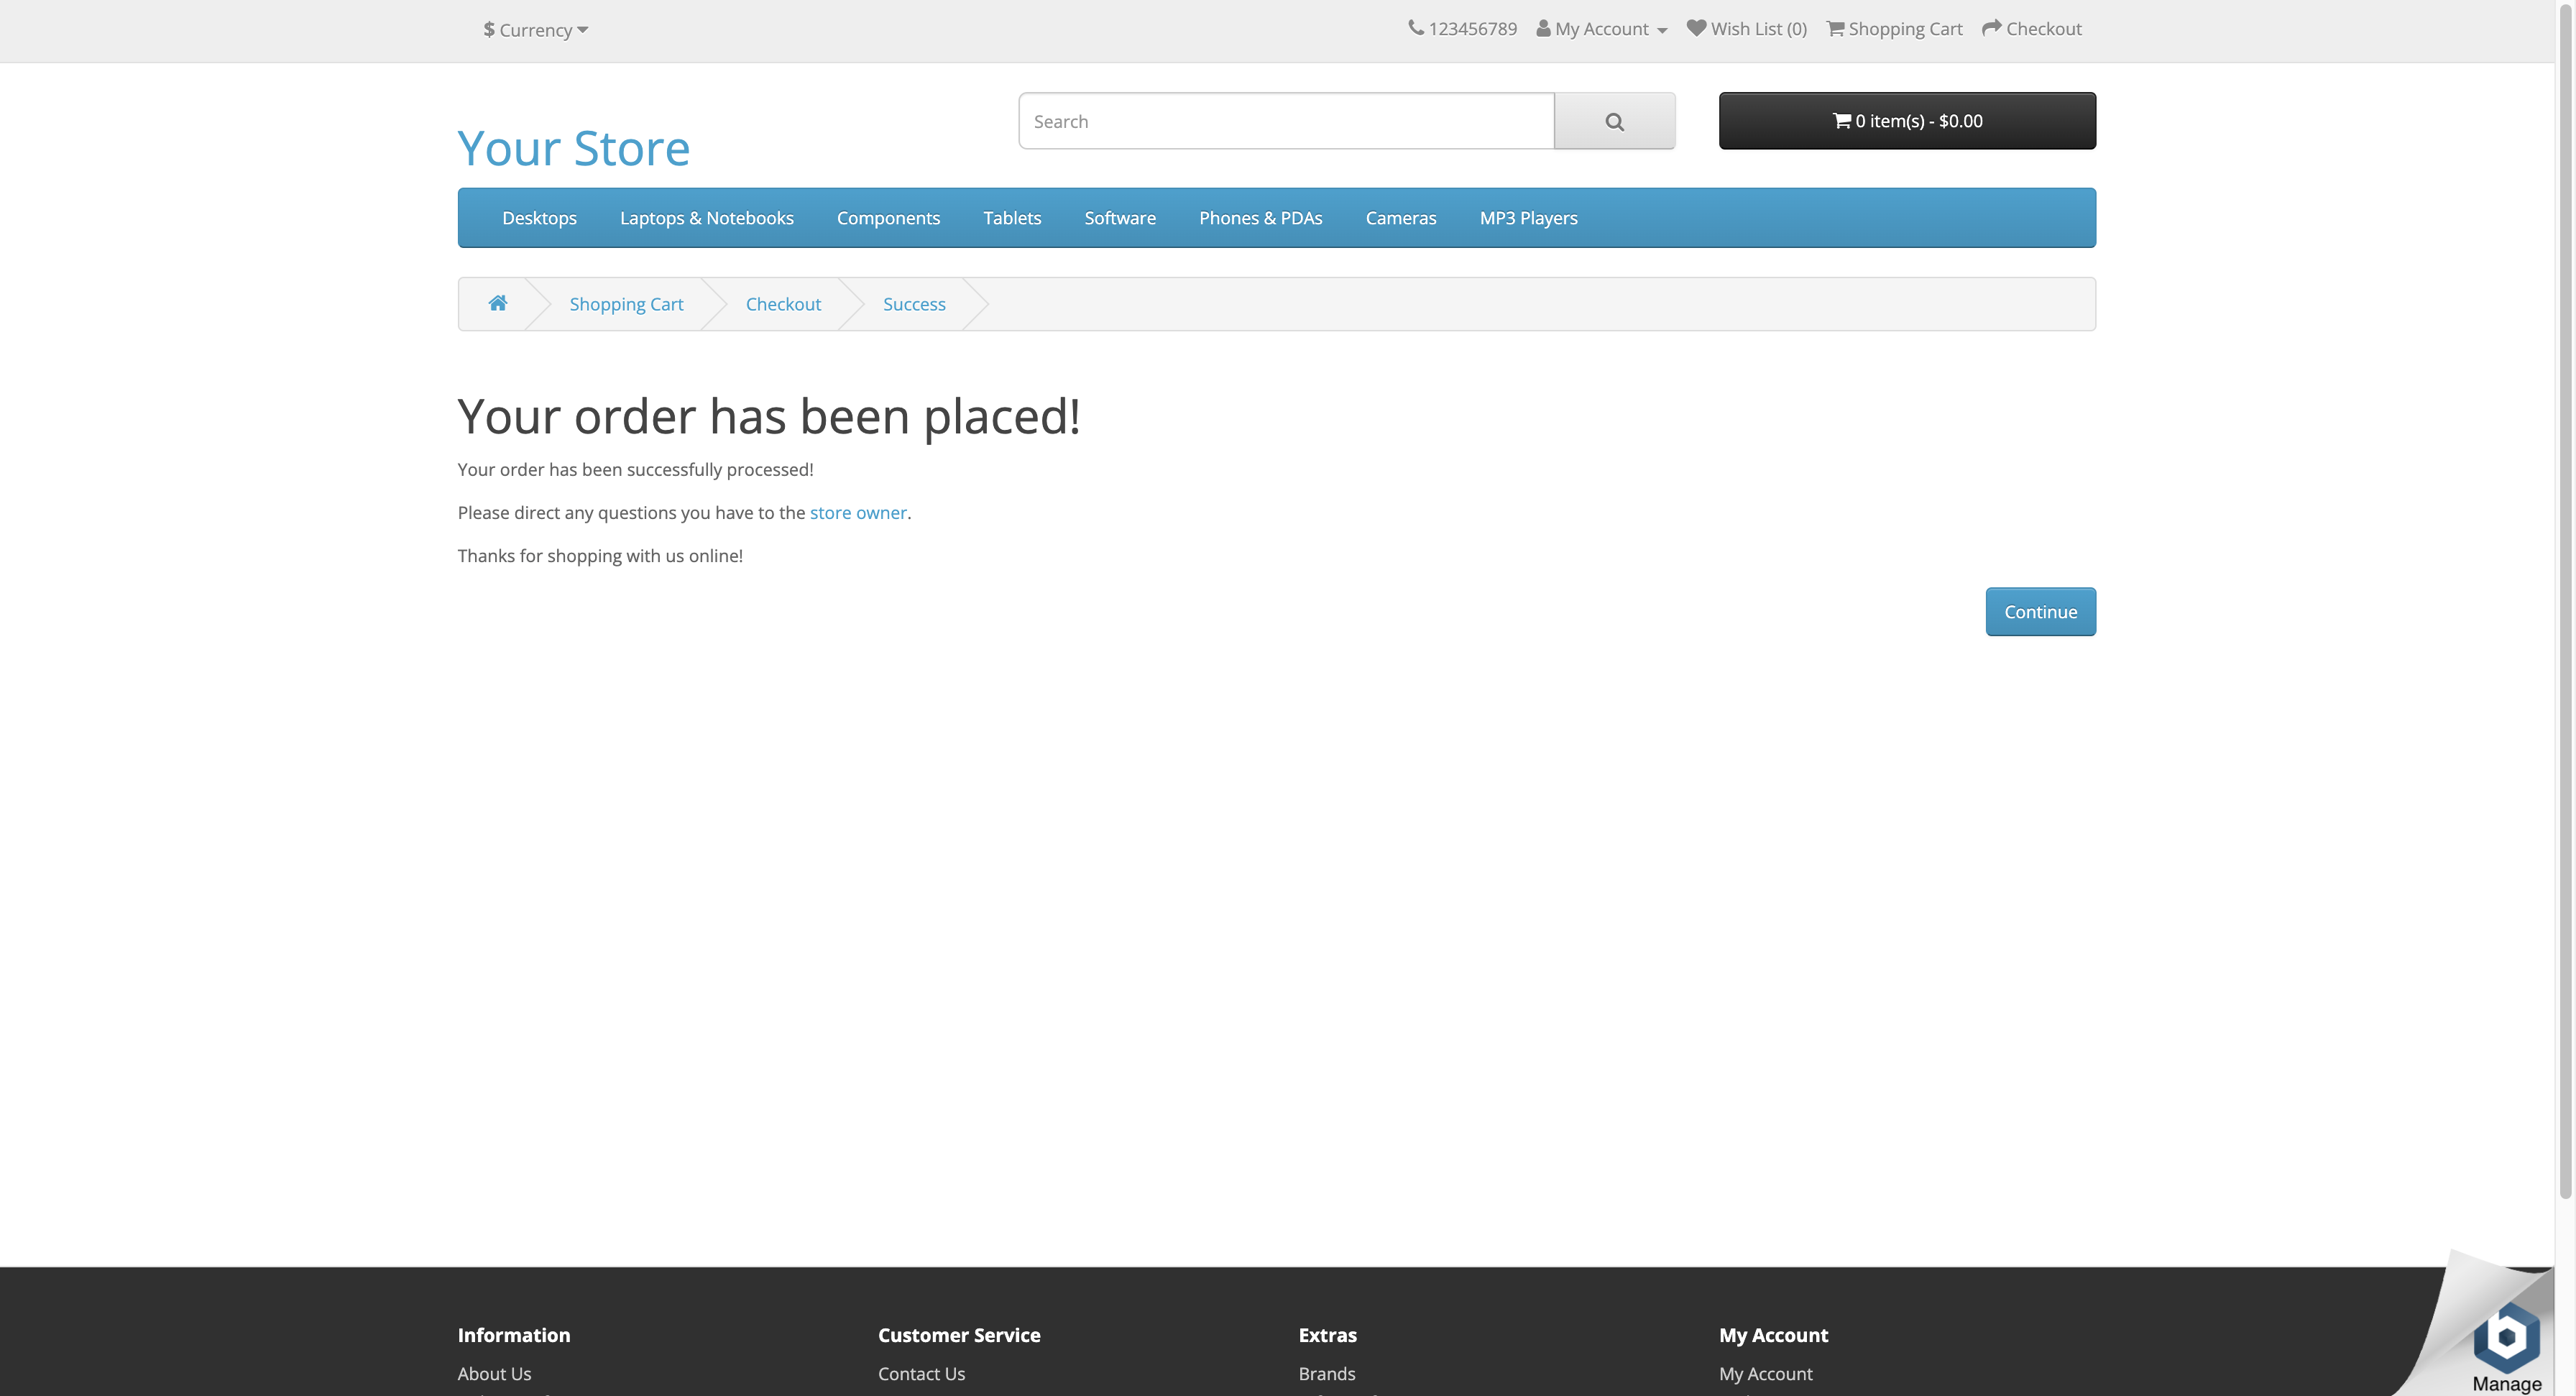 $ Currency
123456789 My Account Wish List (0) Shopping Cart Checkout
Your Store
Search
0 item(s) - $0.00
Desktops Laptops & Notebooks Components Tablets Software Phones & PDAs Cameras MP3 Players
Shopping Cart Checkout Success
Your order has been placed!
Your order has been successfully processed!
Please direct any questions you have to the store owner.
Thanks for shopping with us online!
Continue
Information Customer Service Extras My Account
About Us Contact Us Brands My Account
Manage